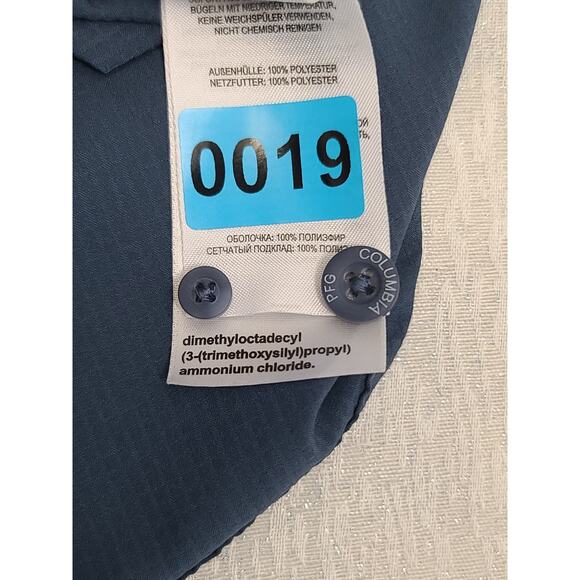 BÜGELN MIT NIEDRIGER TEMPERATUR,
KEINE WEICHSPÜLER VERWENDEN,
NICHT CHEMISCH REINIGEN
AUßENHÜLLE: 100% POLYESTER
NETZFUTTER: 100% POLYESTER
0019
ОБОЛОЧКА: 100% ПОЛИЭФИР
СЕТЧАТЫЙ ПОДКЛАД: 100%
COLUMBIA
PFG
dimethyloctadecyl
(3-(trimethoxysilyl)propyl)
ammonium chloride.